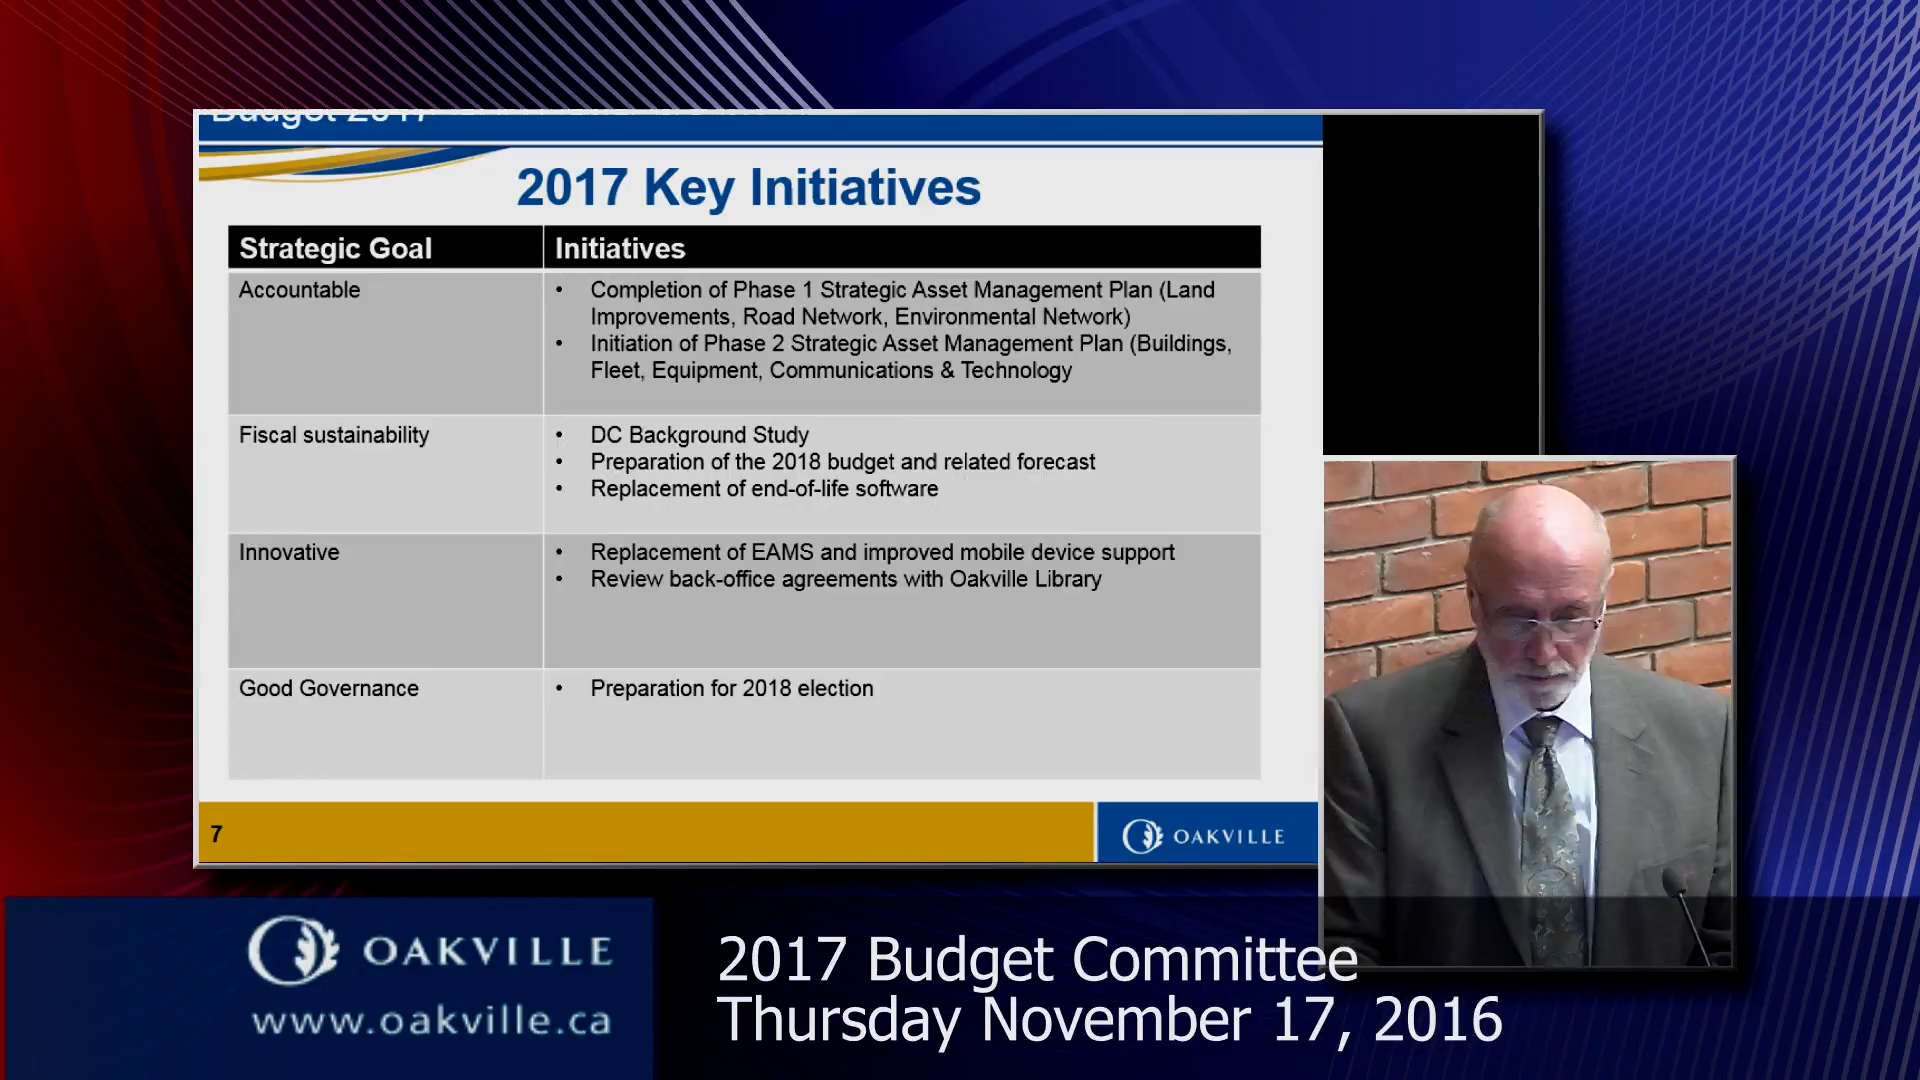 Budget 2017
2017 Key Initiatives
Strategic Goal
Initiatives
Accountable
• Completion of Phase 1 Strategic Asset Management Plan (Land
Improvements, Road Network, Environmental Network)
• Initiation of Phase 2 Strategic Asset Management Plan (Buildings,
Fleet, Equipment, Communications & Technology
Fiscal sustainability
• DC Background Study
• Preparation of the 2018 budget and related forecast
• Replacement of end-of-life software
Innovative
• Replacement of EAMS and improved mobile device support
• Review back-office agreements with Oakville Library
Good Governance
• Preparation for 2018 election
7
OAKVILLE
OAKVILLE
www.oakville.ca
2017 Budget Committee
Thursday November 17, 2016